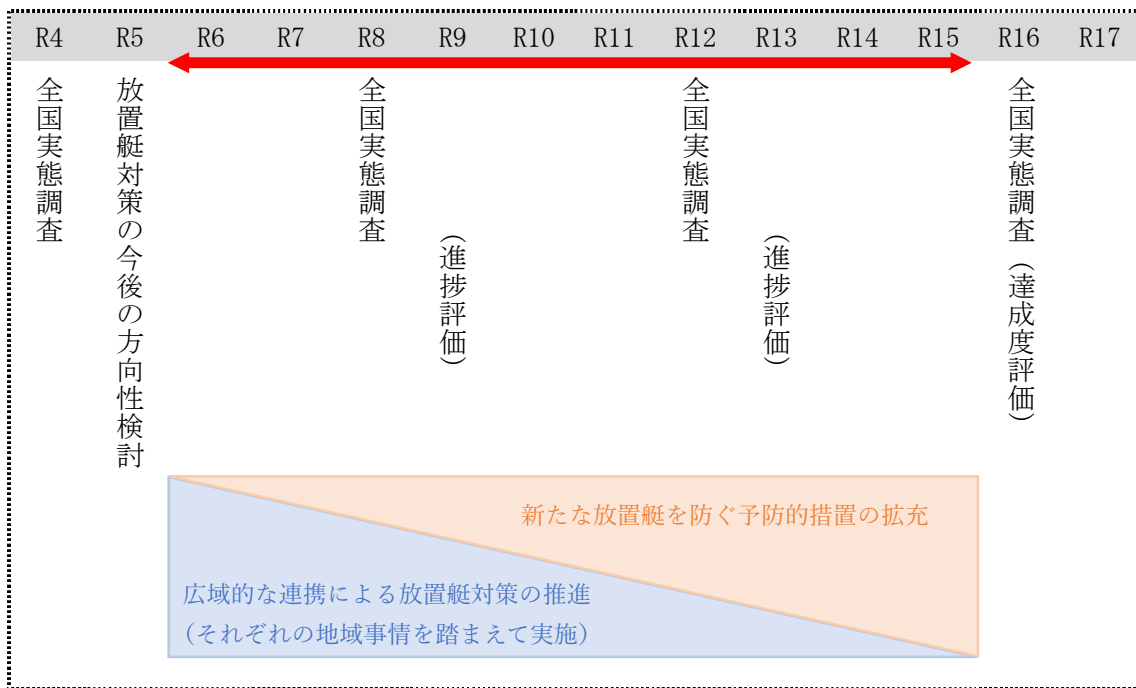 R4 R5 R6 R7 R8 R9 R10 R11 R12 R13 R14 R15 R16 R17
全国実態調査
放置艇対策の今後の方向性検討
全国実態調査
（進捗評価）
全国実態調査
（進捗評価）
全国実態調査（達成度評価）
新たな放置艇を防ぐ予防的措置の拡充
広域的な連携による放置艇対策の推進
（それぞれの地域事情を踏まえて実施）